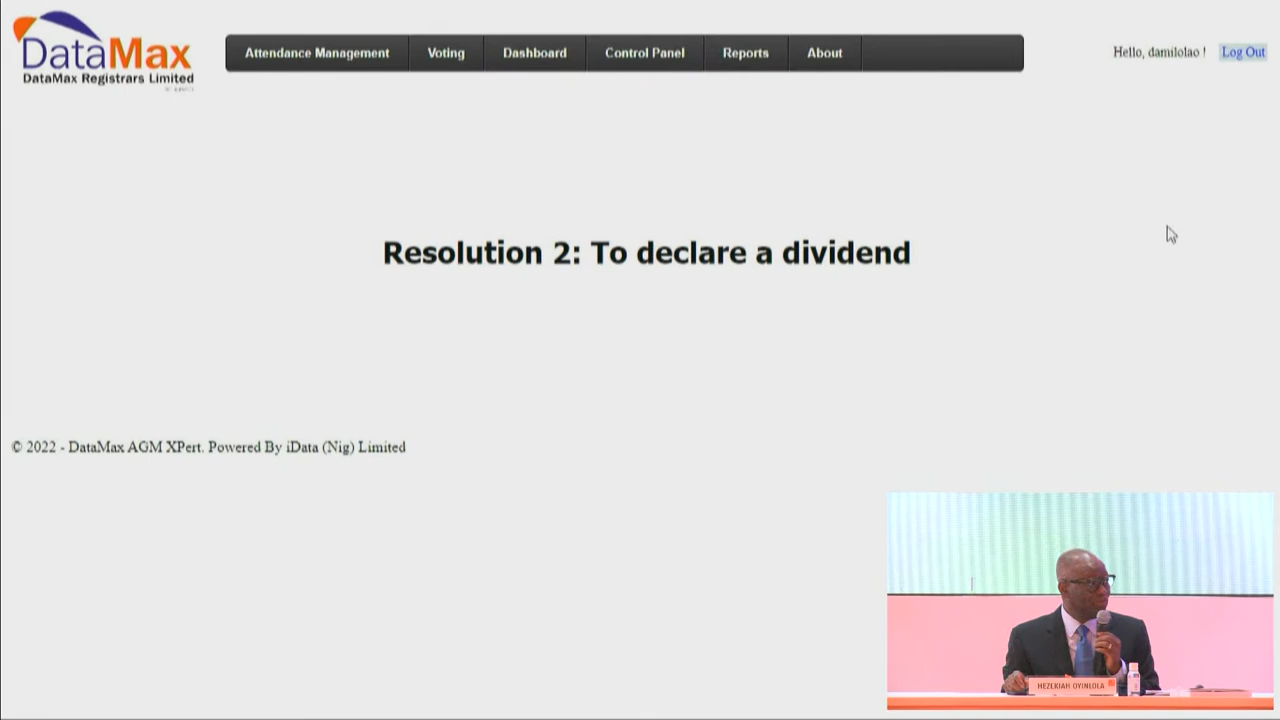 DataMax
DataMax Registrars Limited
Attendance Management
Voting
Dashboard
Control Panel
Reports
About
Hello, damilolao !
Log Out
Resolution 2: To declare a dividend
© 2022 - DataMax AGM XPert. Powered By iData (Nig) Limited
HEZEKIAH OYINLOLA